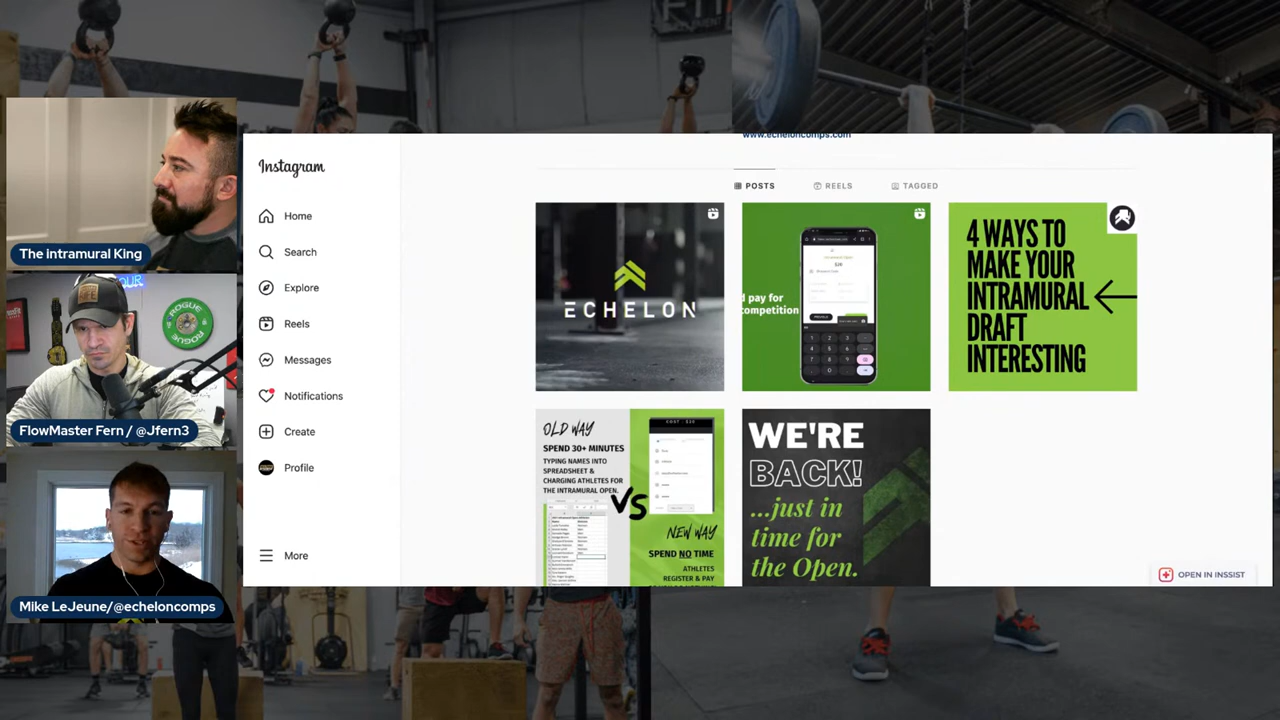 www.echeloncomps.com
Instagram
Home
Search
Explore
Reels
Messages
Notifications
Create
Profile
More
POSTS
REELS
TAGGED
ECHELON
d pay for
competition
4 WAYS TO
MAKE YOUR
INTRAMURAL
DRAFT
INTERESTING
OLD WAY
SPEND 30+ MINUTES
TYPING NAMES INTO
SPREADSHEET &
CHARGING ATHLETES FOR
THE INTRAMURAL OPEN.
VS
NEW WAY
SPEND NO TIME
ATHLETES
REGISTER & PAY
WE'RE
BACK!
...just in
time for
the Open.
OPEN IN INSSIST
The intramural King
ROGUE
FlowMaster Fern / @Jfern3
Mike LeJeune/@echeloncomps